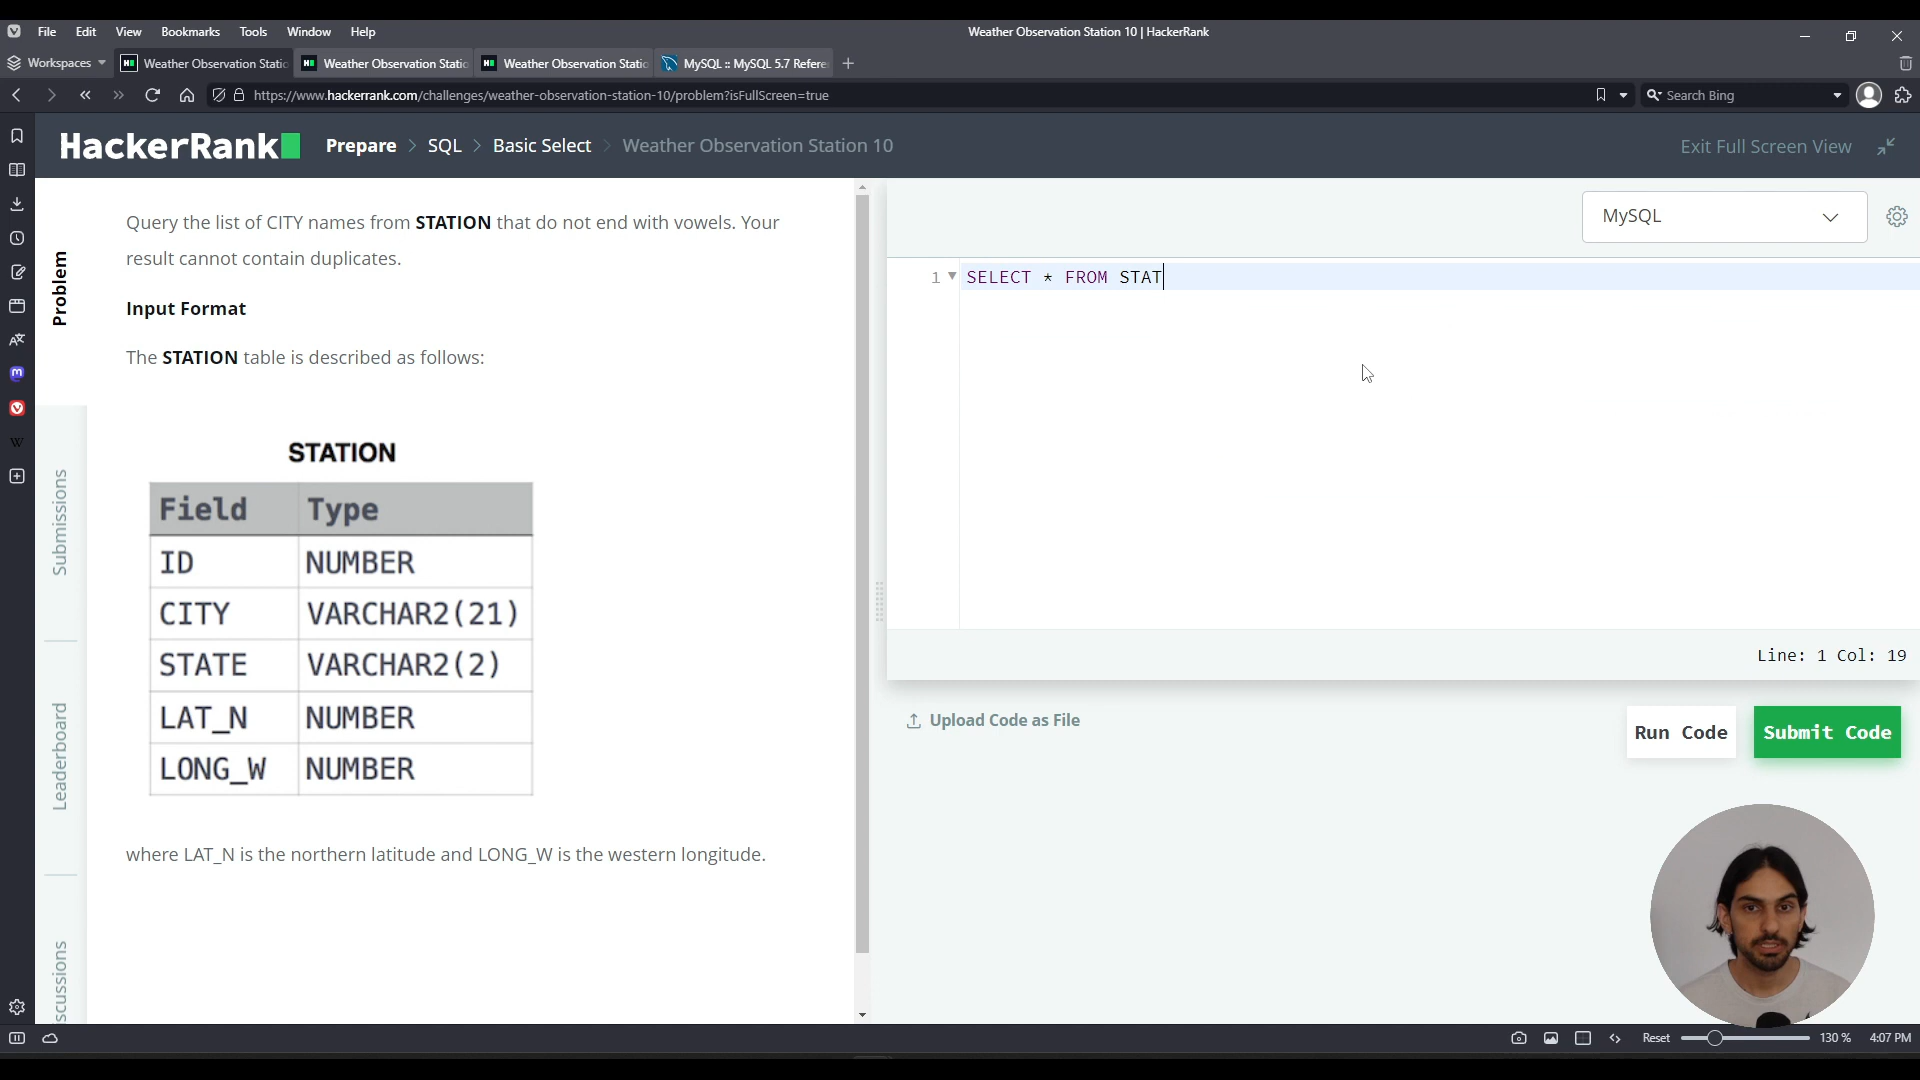 File Edit View Bookmarks Tools Window Help
Weather Observation Station 10 | HackerRank
Workspaces
Weather Observation Static
Weather Observation Static
Weather Observation Static
MySQL :: MySQL 5.7 Refere
https://www.hackerrank.com/challenges/weather-observation-station-10/problem?isFullScreen=true
Search Bing
HackerRank
Prepare > SQL > Basic Select > Weather Observation Station 10
Exit Full Screen View
Problem
Submissions
Leaderboard
scussions
Query the list of CITY names from STATION that do not end with vowels. Your
result cannot contain duplicates.
Input Format
The STATION table is described as follows:
STATION
Field Type
ID NUMBER
CITY VARCHAR2(21)
STATE VARCHAR2(2)
LAT_N NUMBER
LONG_W NUMBER
where LAT_N is the northern latitude and LONG_W is the western longitude.
MySQL
1 SELECT * FROM STAT
Line: 1 Col: 19
Upload Code as File
Run Code
Submit Code
Reset
130 %
4:07 PM